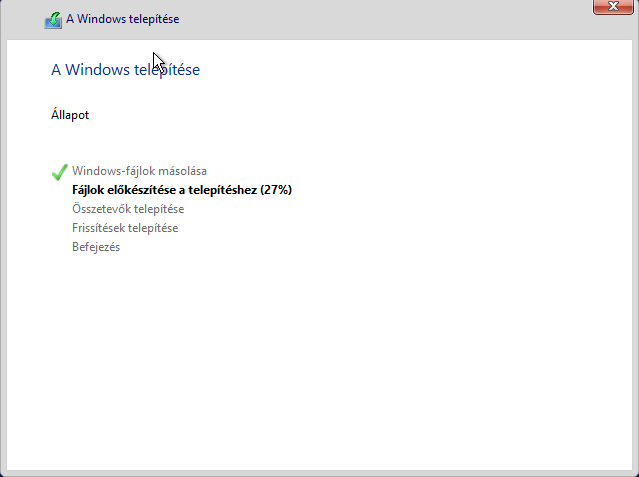 A Windows telepítése
A Windows telepítése
Állapot
Windows-fájlok másolása
Fájlok előkészítése a telepítéshez (27%)
Összetevők telepítése
Frissítések telepítése
Befejezés